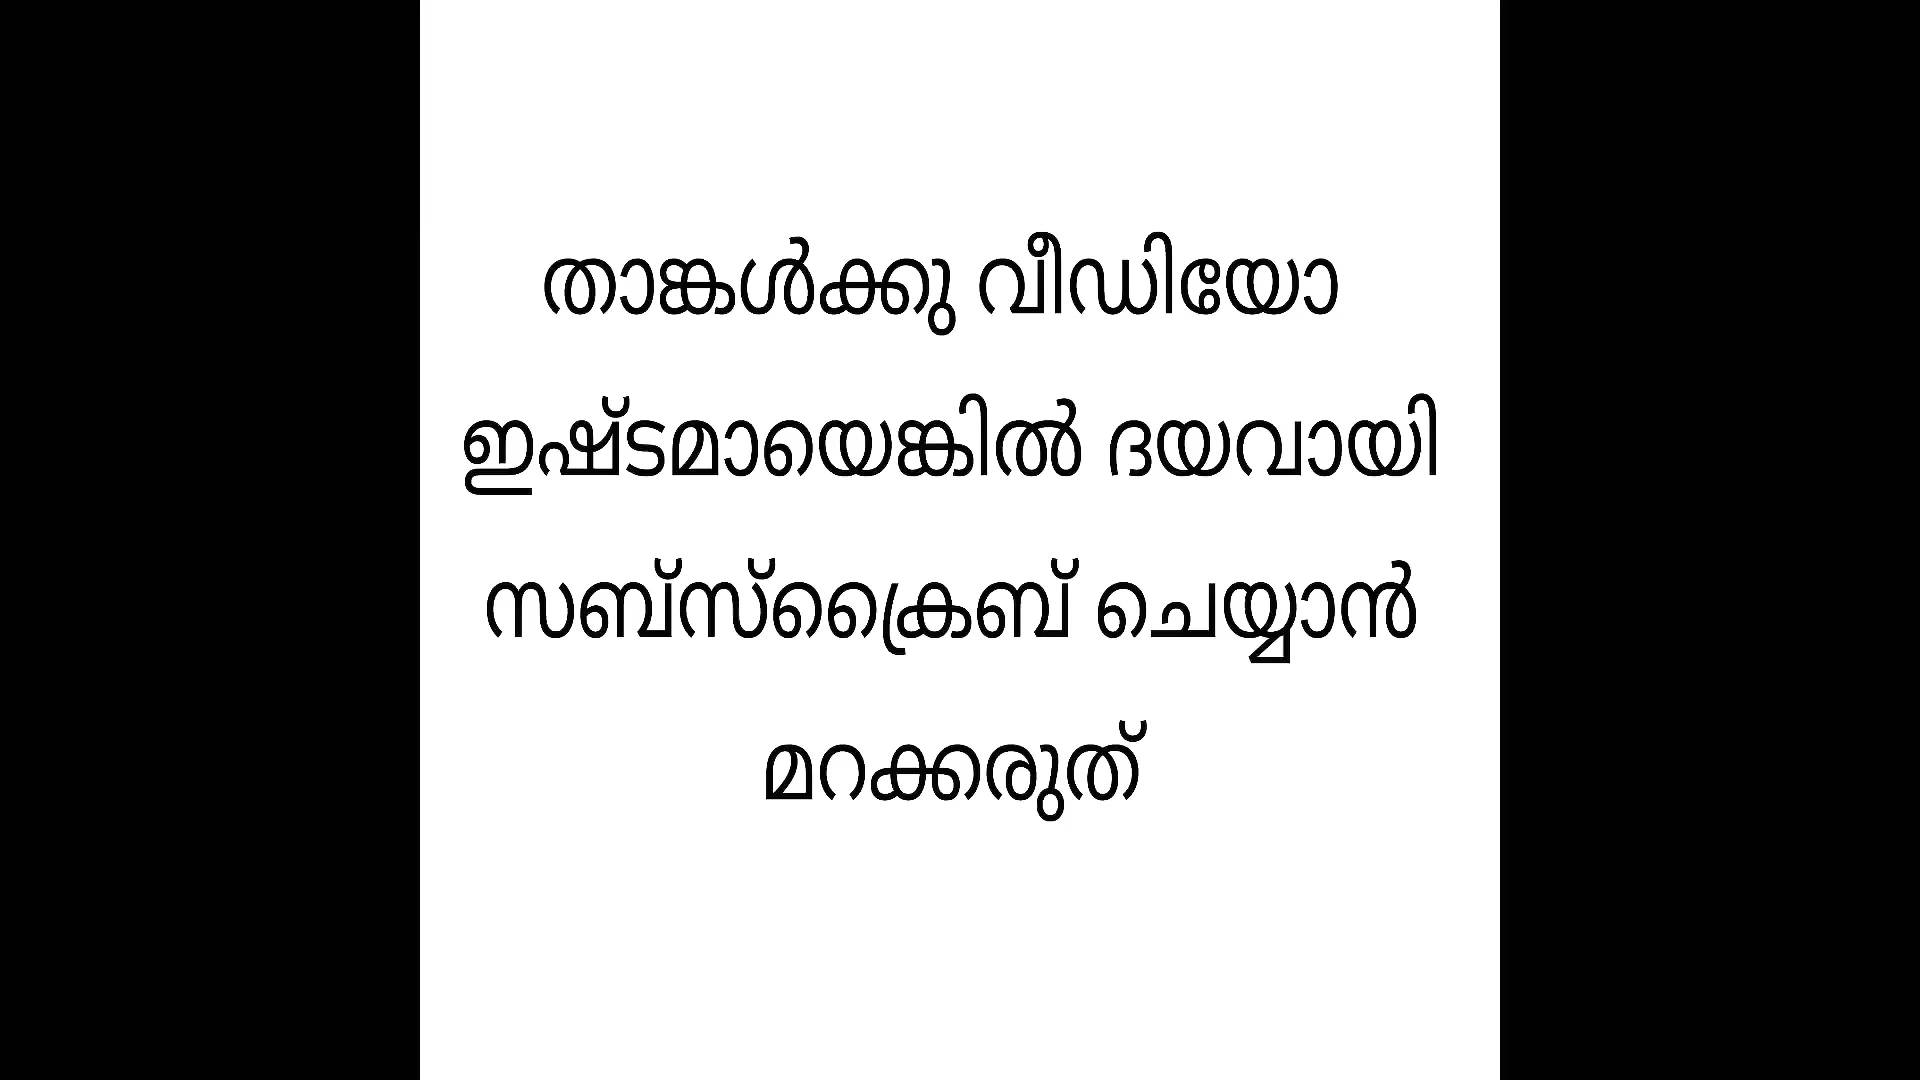 താങ്കൾക്കു വീഡിയോ
ഇഷ്ടമായെങ്കിൽ ദയവായി
സബ്സ്ക്രൈബ് ചെയ്യാൻ
മറക്കരുത്